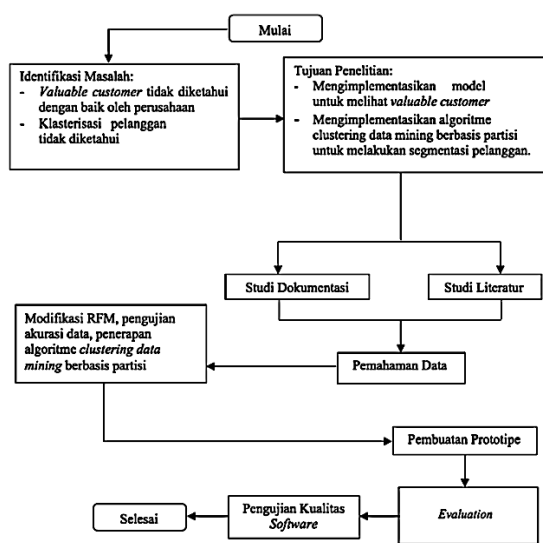 Mulai
Identifikasi Masalah:
- Valuable customer tidak diketahui
dengan baik oleh perusahaan
- Klasterisasi pelanggan
tidak diketahui
Tujuan Penelitian:
- Mengimplementasikan model
untuk melihat valuable customer
- Mengimplementasikan algoritme
clustering data mining berbasis partisi
untuk melakukan segmentasi pelanggan.
Studi Dokumentasi
Studi Literatur
Modifikasi RFM, pengujian
akurasi data, penerapan
algoritme clustering data
mining berbasis partisi
Pemahaman Data
Pembuatan Prototipe
Selesai
Pengujian Kualitas
Software
Evaluation